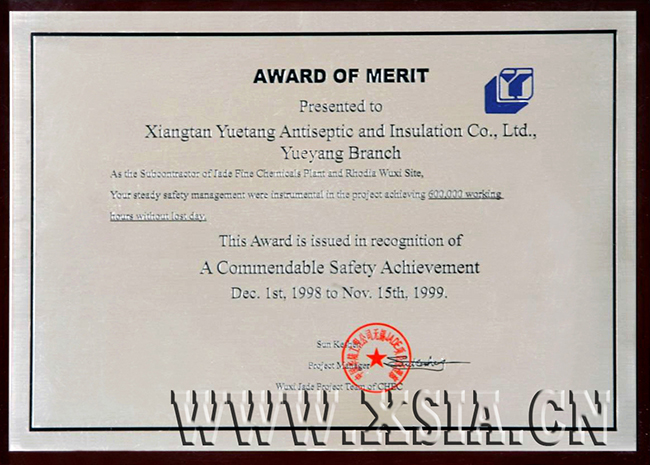 AWARD OF MERIT
Presented to
Xiangtan Yuetang Antiseptic and Insulation Co., Ltd.,
Yueyang Branch
As the Subcontractor of Jade Fine Chemicals Plant and Rhodia Wuxi Site,
Your steady safety management were instrumental in the project achieving 600,000 working
hours without lost day.
This Award is issued in recognition of
A Commendable Safety Achievement
Dec. 1st, 1998 to Nov. 15th, 1999.
Sun
Project Manager
Wuxi Jade Project Team of CHEC
WWW.XSIA.CN